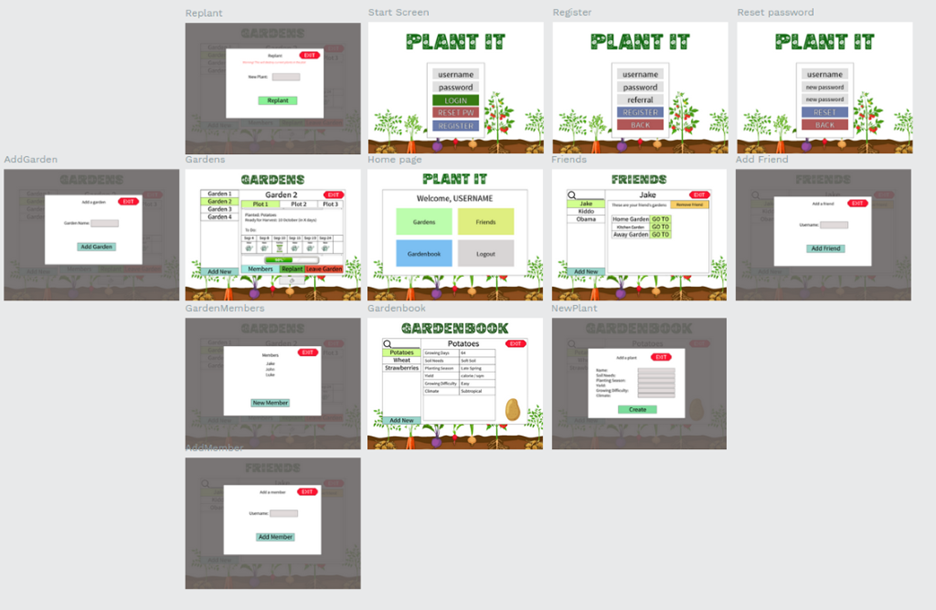 Replant
GARDENS
EXIT
Replant
New Plant:
Replant
Start Screen
PLANT IT
username
password
LOGIN
RESET PW
REGISTER
Register
PLANT IT
username
password
referral
REGISTER
BACK
Reset password
PLANT IT
username
new password
new password
RESET
BACK
AddGarden
GARDENS
EXIT
Add a garden
Garden Name:
Add Garden
Gardens
GARDENS
Garden 1
Garden 2
Garden 3
Garden 4
Add New
Garden 2
EXIT
Plot 1 Plot 2 Plot 3
Planted: Potatoes
To Do:
Members Replant Leave Garden
Home page
PLANT IT
Welcome, USERNAME
Gardens Friends
Gardenbook Logout
Friends
FRIENDS
Jake
Kiddo
Obama
Add New
Jake
EXIT
These are your friend's gardens:
Remove Friend
Home Garden GO TO
Kitchen Garden GO TO
Away Garden GO TO
Add Friend
FRIENDS
EXIT
Add a friend
Username:
Add Friend
GardenMembers
GARDENS
EXIT
Members
Jake
John
Luke
New Member
Gardenbook
GARDENBOOK
Potatoes
Wheat
Strawberries
Add New
Potatoes
EXIT
Growing Days 84
Soil Needs Soft Soil
Planting Season Late Spring
Yield
Growing Difficulty Easy
Climate Subtropical
NewPlant
GARDENBOOK
EXIT
Add a plant
Name:
Soil Needs:
Planting Season:
Yield:
Growing Difficulty:
Climate:
Create
AddMember
FRIENDS
EXIT
Add a member
Username:
Add Member